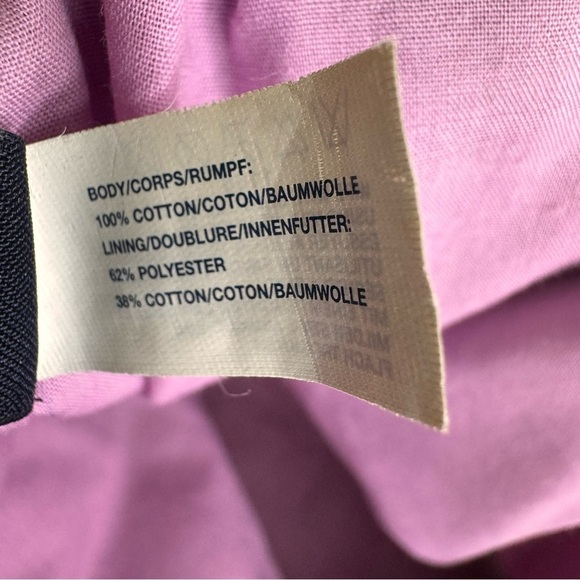 BODY/CORPS/RUMPF:
100% COTTON/COTON/BAUMWOLLE
LINING/DOUBLURE/INNENFUTTER:
62% POLYESTER
38% COTTON/COTON/BAUMWOLLE